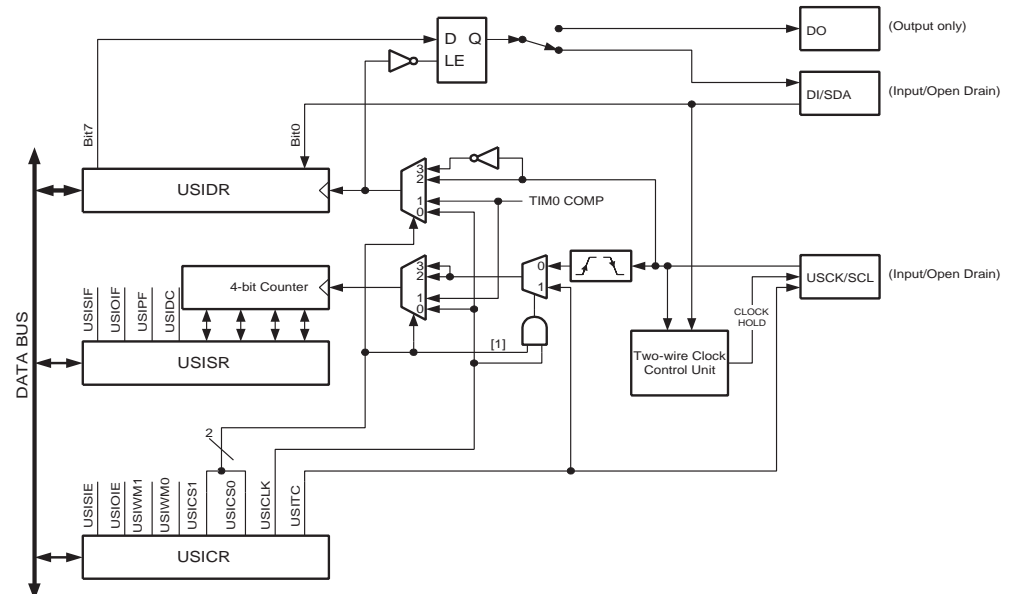 DO
(Output only)
D Q
LE
DI/SDA
(Input/Open Drain)
Bit7
Bit0
USIDR
3
2
1
0
TIM0 COMP
4-bit Counter
3
2
1
0
0
1
USCK/SCL
(Input/Open Drain)
CLOCK
HOLD
USISIF
USIOIF
USIPF
USIDC
USISR
[1]
Two-wire Clock
Control Unit
DATA BUS
2
USISIE
USIOIE
USIWM1
USIWM0
USICS1
USICS0
USICLK
USITC
USICR